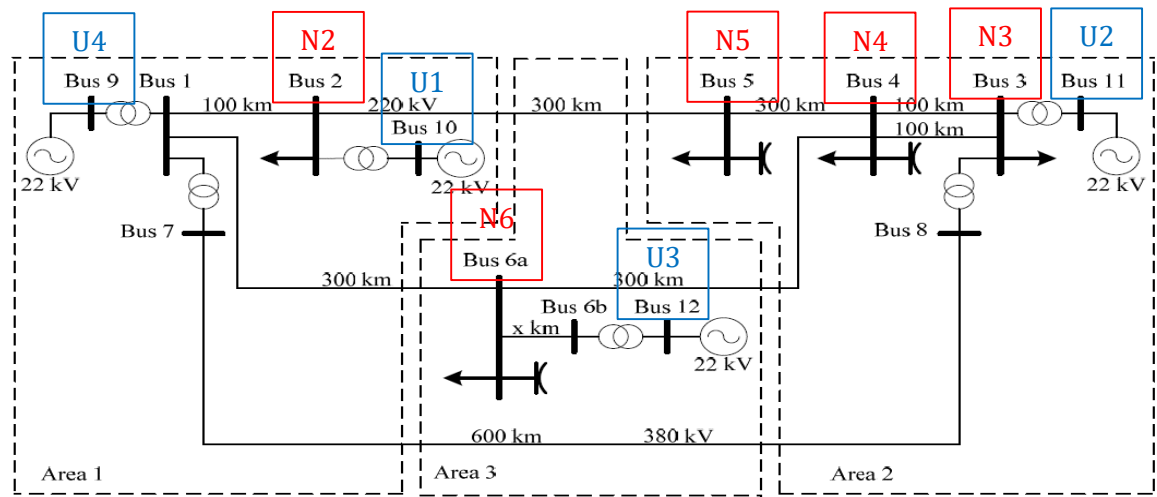 U4
N2
U1
N5
N4
N3
U2
Bus 9
Bus 1
Bus 2
Bus 5
Bus 4
Bus 3
Bus 11
100 km
220 kV
300 km
300 km
100 km
Bus 10
100 km
22 kV
22 kV
22 kV
N6
Bus 7
Bus 8
U3
Bus 6a
300 km
300 km
Bus 6b
Bus 12
x km
22 kV
600 km
380 kV
Area 1
Area 3
Area 2